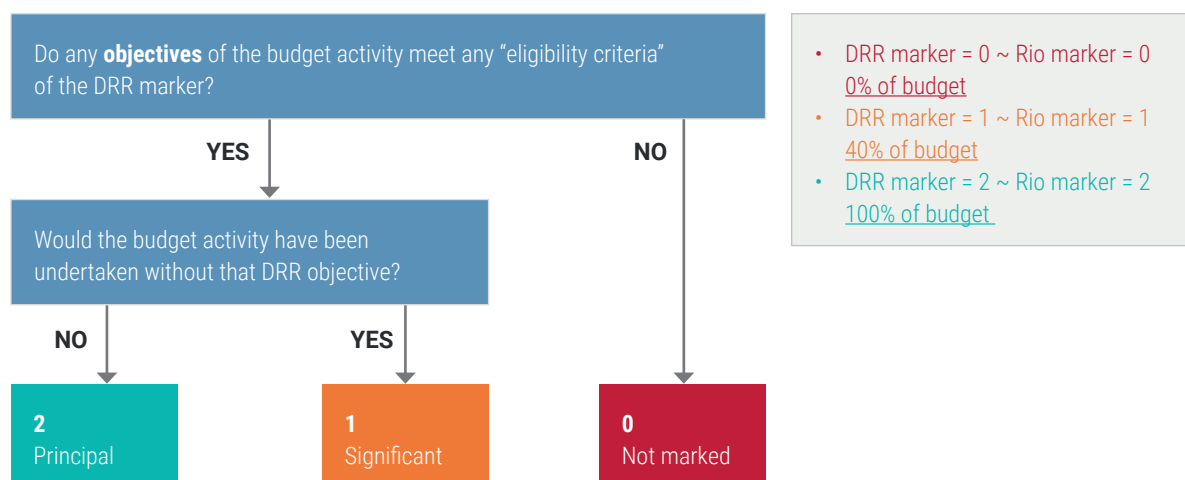 Do any objectives of the budget activity meet any “eligibility criteria”
of the DRR marker?
YES
NO
Would the budget activity have been
undertaken without that DRR objective?
NO
YES
2
Principal
1
Significant
0
Not marked
• DRR marker = 0 ~ Rio marker = 0
0% of budget
• DRR marker = 1 ~ Rio marker = 1
40% of budget
• DRR marker = 2 ~ Rio marker = 2
100% of budget